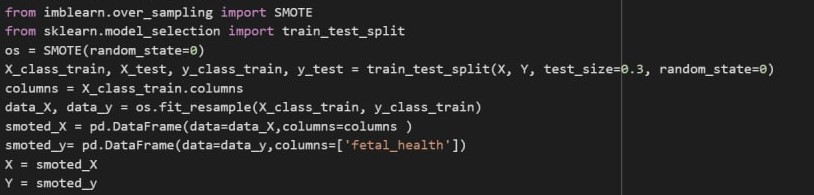 from imblearn.over_sampling import SMOTE
from sklearn.model_selection import train_test_split
os = SMOTE(random_state=0)
X_class_train, X_test, y_class_train, y_test = train_test_split(X, Y, test_size=0.3, random_state=0)
columns = X_class_train.columns
data_X, data_y = os.fit_resample(X_class_train, y_class_train)
smoted_X = pd.DataFrame(data=data_X,columns=columns )
smoted_y= pd.DataFrame(data=data_y,columns=['fetal_health'])
X = smoted_X
Y = smoted_y